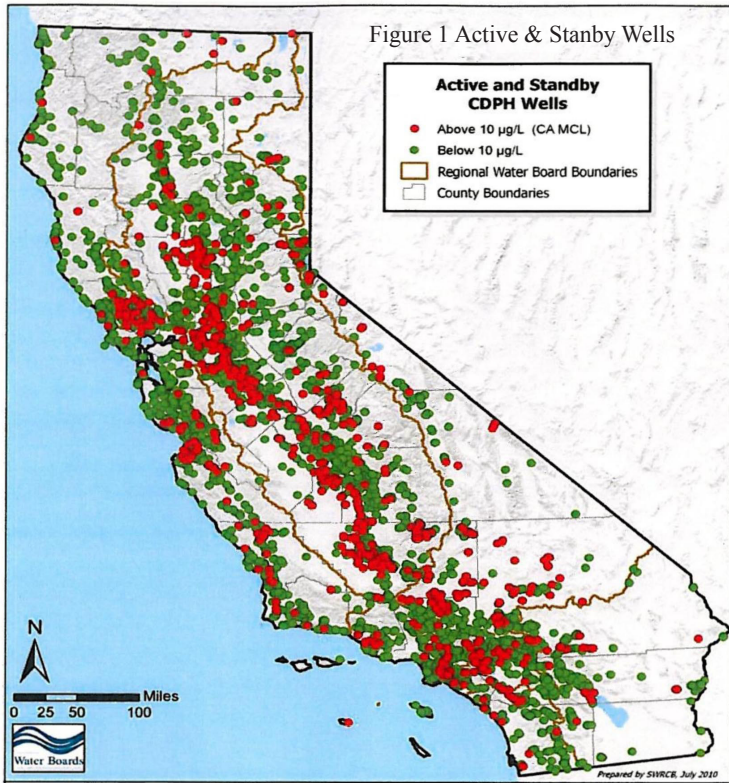 Figure 1 Active & Stanby Wells
Active and Standby
CDPH Wells
Above 10 µg/L (CA MCL)
Below 10 µg/L
Regional Water Board Boundaries
County Boundaries
N
Miles
0 25 50 100
Water Boards
Prepared by SWRCB, July 2010